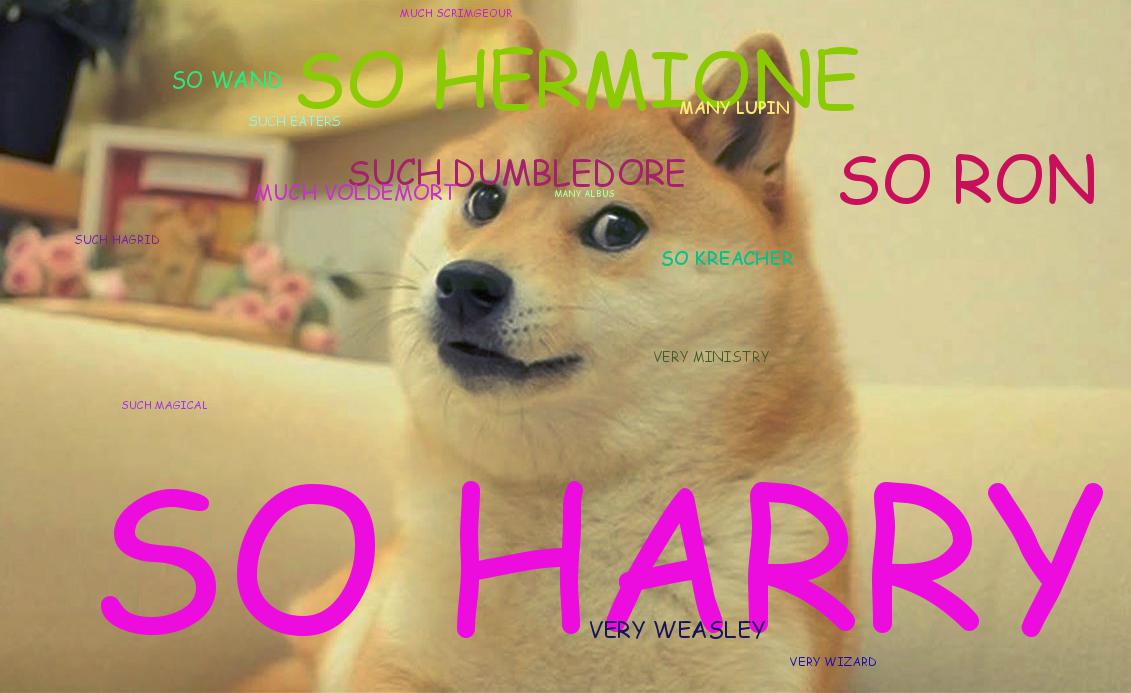 MUCH SCRIMGEOUR
SO HERMIONE
SO WAND
MANY LUPIN
SUCH EATERS
SUCH DUMBLEDORE
SO RON
MUCH VOLDEMORT
MANY ALBUS
SUCH HAGRID
SO KREACHER
VERY MINISTRY
SUCH MAGICAL
SO HARRY
VERY WEASLEY
VERY WIZARD